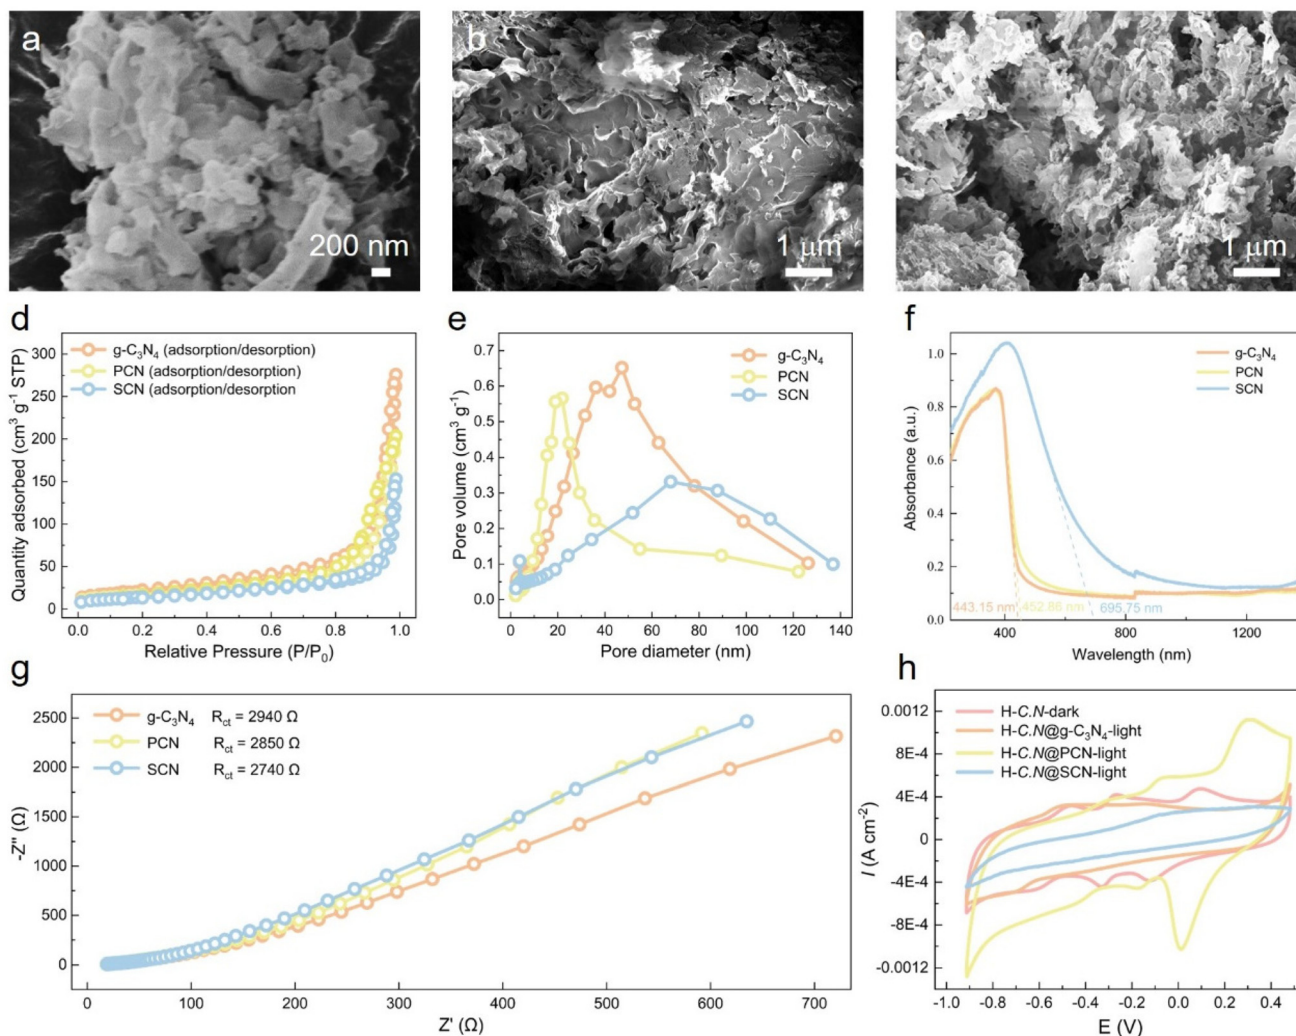 a
200 nm
b
1 μm
c
1 μm
d
g-C₃N₄ (adsorption/desorption)
PCN (adsorption/desorption)
SCN (adsorption/desorption
300
250
200
150
100
50
0
0.0 0.2 0.4 0.6 0.8 1.0
Quantity adsorbed (cm³ g⁻¹ STP)
Relative Pressure (P/P₀)
e
g-C₃N₄
PCN
SCN
0.7
0.6
0.5
0.4
0.3
0.2
0.1
0.0
0 20 40 60 80 100 120 140
Pore volume (cm³ g⁻¹)
Pore diameter (nm)
f
g-C₃N₄
PCN
SCN
1.0
0.8
0.6
0.4
0.2
0.0
443.15 nm 452.86 nm 695.75 nm
400 800 1200
Absorbance (a.u.)
Wavelength (nm)
g
g-C₃N₄ Rct = 2940 Ω
PCN Rct = 2850 Ω
SCN Rct = 2740 Ω
2500
2000
1500
1000
500
0
0 100 200 300 400 500 600 700
-Z'' (Ω)
Z' (Ω)
h
H-C.N-dark
H-C.N@g-C₃N₄-light
H-C.N@PCN-light
H-C.N@SCN-light
0.0012
8E-4
4E-4
0
-4E-4
-8E-4
-0.0012
-1.0 -0.8 -0.6 -0.4 -0.2 0.0 0.2 0.4
I (A cm⁻²)
E (V)